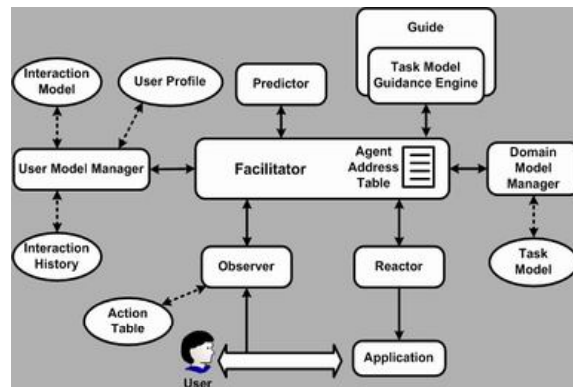 Guide
Interaction
Model
User Profile
Predictor
Task Model
Guidance Engine
User Model Manager
Facilitator
Agent
Address
Table
Domain
Model
Manager
Interaction
History
Observer
Reactor
Task
Model
Action
Table
Application
User